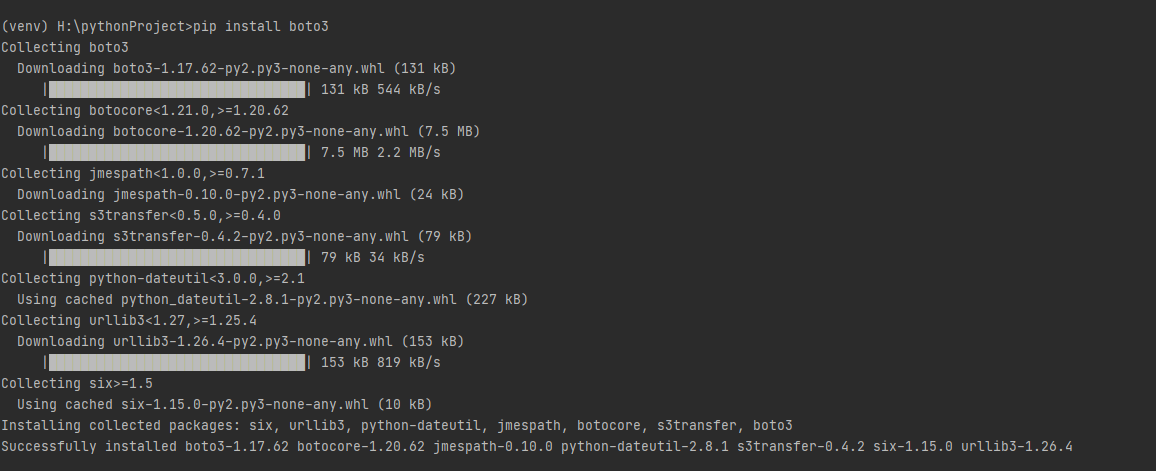 (venv) H:\pythonProject>pip install boto3
Collecting boto3
  Downloading boto3-1.17.62-py2.py3-none-any.whl (131 kB)
     |████████████████████████████████| 131 kB 544 kB/s
Collecting botocore<1.21.0,>=1.20.62
  Downloading botocore-1.20.62-py2.py3-none-any.whl (7.5 MB)
     |████████████████████████████████| 7.5 MB 2.2 MB/s
Collecting jmespath<1.0.0,>=0.7.1
  Downloading jmespath-0.10.0-py2.py3-none-any.whl (24 kB)
Collecting s3transfer<0.5.0,>=0.4.0
  Downloading s3transfer-0.4.2-py2.py3-none-any.whl (79 kB)
     |████████████████████████████████| 79 kB 34 kB/s
Collecting python-dateutil<3.0.0,>=2.1
  Using cached python_dateutil-2.8.1-py2.py3-none-any.whl (227 kB)
Collecting urllib3<1.27,>=1.25.4
  Downloading urllib3-1.26.4-py2.py3-none-any.whl (153 kB)
     |████████████████████████████████| 153 kB 819 kB/s
Collecting six>=1.5
  Using cached six-1.15.0-py2.py3-none-any.whl (10 kB)
Installing collected packages: six, urllib3, python-dateutil, jmespath, botocore, s3transfer, boto3
Successfully installed boto3-1.17.62 botocore-1.20.62 jmespath-0.10.0 python-dateutil-2.8.1 s3transfer-0.4.2 six-1.15.0 urllib3-1.26.4